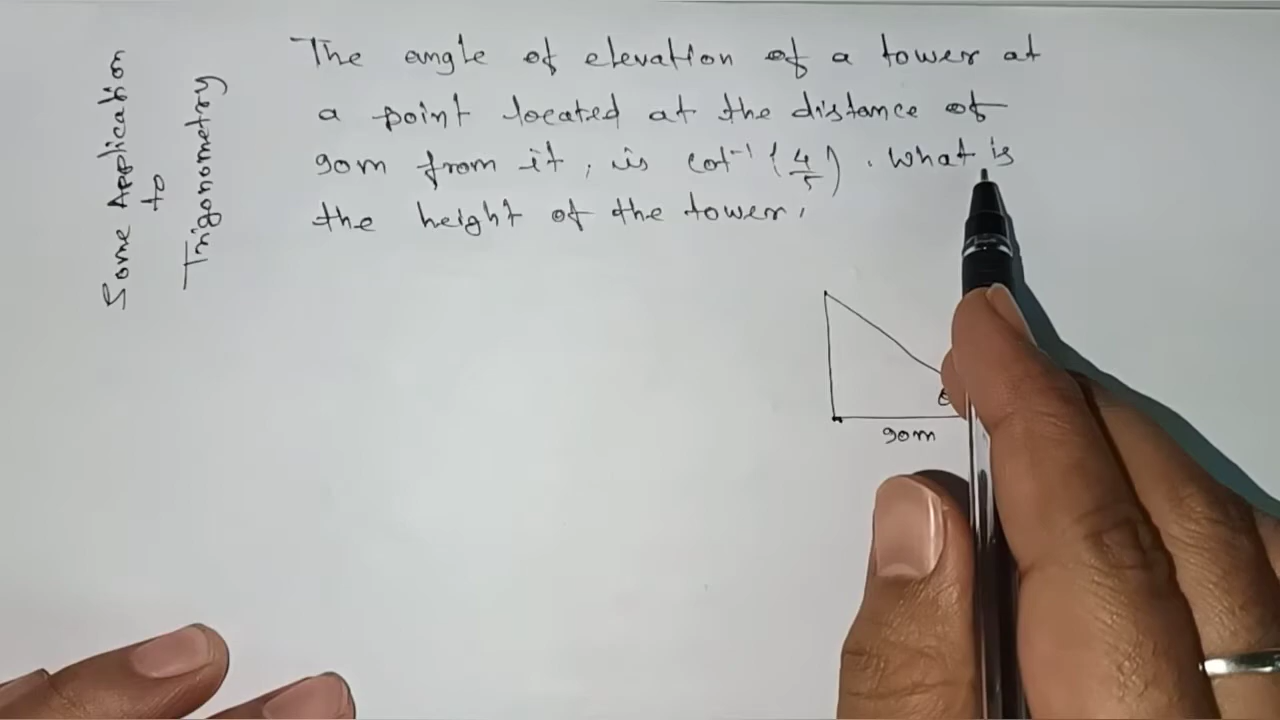 Some Application
to
Trigonometry
The angle of elevation of a tower at
a point located at the distance of
90m from it, is cot⁻¹(4/5). What is
the height of the tower,
θ
90m